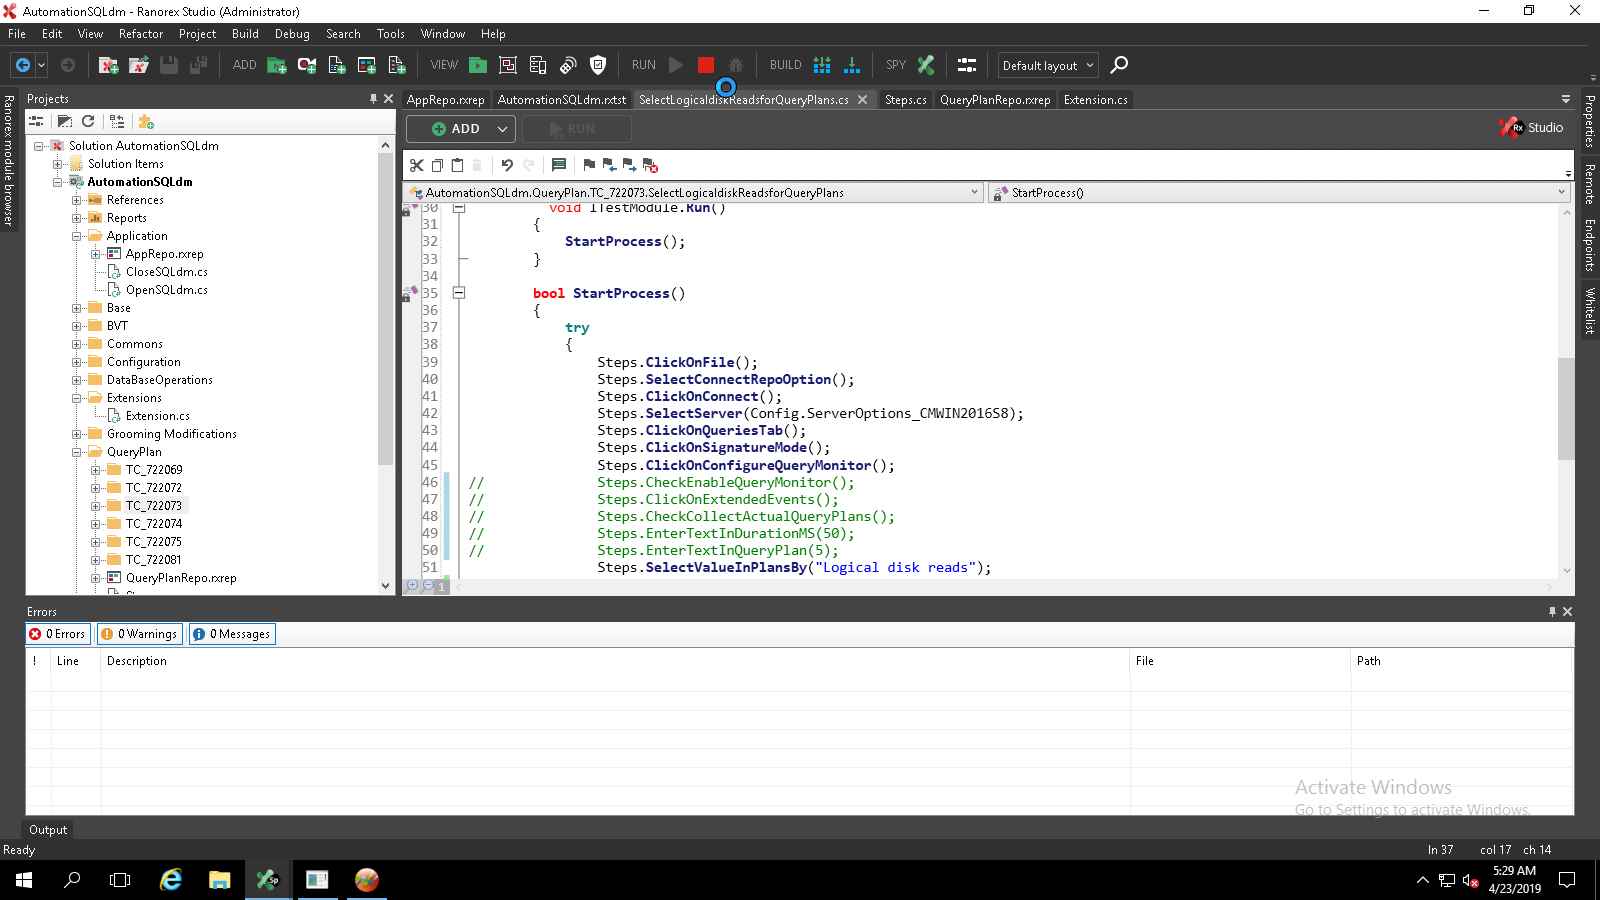 AutomationSQLdm - Ranorex Studio (Administrator)
File Edit View Refactor Project Build Debug Search Tools Window Help
ADD VIEW RUN BUILD SPY Default layout
Ranorex module browser
Projects
Solution AutomationSQLdm
Solution Items
AutomationSQLdm
References
Reports
Application
AppRepo.rxrep
CloseSQLdm.cs
OpenSQLdm.cs
Base
BVT
Commons
Configuration
DataBaseOperations
Extensions
Extension.cs
Grooming Modifications
QueryPlan
TC_722069
TC_722072
TC_722073
TC_722074
TC_722075
TC_722081
QueryPlanRepo.rxrep
AppRepo.rxrep AutomationSQLdm.rxtst SelectLogicaldiskReadsforQueryPlans.cs Steps.cs QueryPlanRepo.rxrep Extension.cs
ADD RUN
Rx Studio
AutomationSQLdm.QueryPlan.TC_722073.SelectLogicaldiskReadsforQueryPlans StartProcess()
30 void ITestModule.Run()
31 {
32 StartProcess();
33 }
34
35 bool StartProcess()
36 {
37 try
38 {
39 Steps.ClickOnFile();
40 Steps.SelectConnectRepoOption();
41 Steps.ClickOnConnect();
42 Steps.SelectServer(Config.ServerOptions_CMWIN2016S8);
43 Steps.ClickOnQueriesTab();
44 Steps.ClickOnSignatureMode();
45 Steps.ClickOnConfigureQueryMonitor();
46 // Steps.CheckEnableQueryMonitor();
47 // Steps.ClickOnExtendedEvents();
48 // Steps.CheckCollectActualQueryPlans();
49 // Steps.EnterTextInDurationMS(50);
50 // Steps.EnterTextInQueryPlan(5);
51 Steps.SelectValueInPlansBy("Logical disk reads");
1
Properties
Remote
Endpoints
Whitelist
Errors
0 Errors 0 Warnings 0 Messages
! Line Description File Path
Activate Windows
Go to Settings to activate Windows.
Output
Ready ln 37 col 17 ch 14
Sp
5:29 AM
4/23/2019